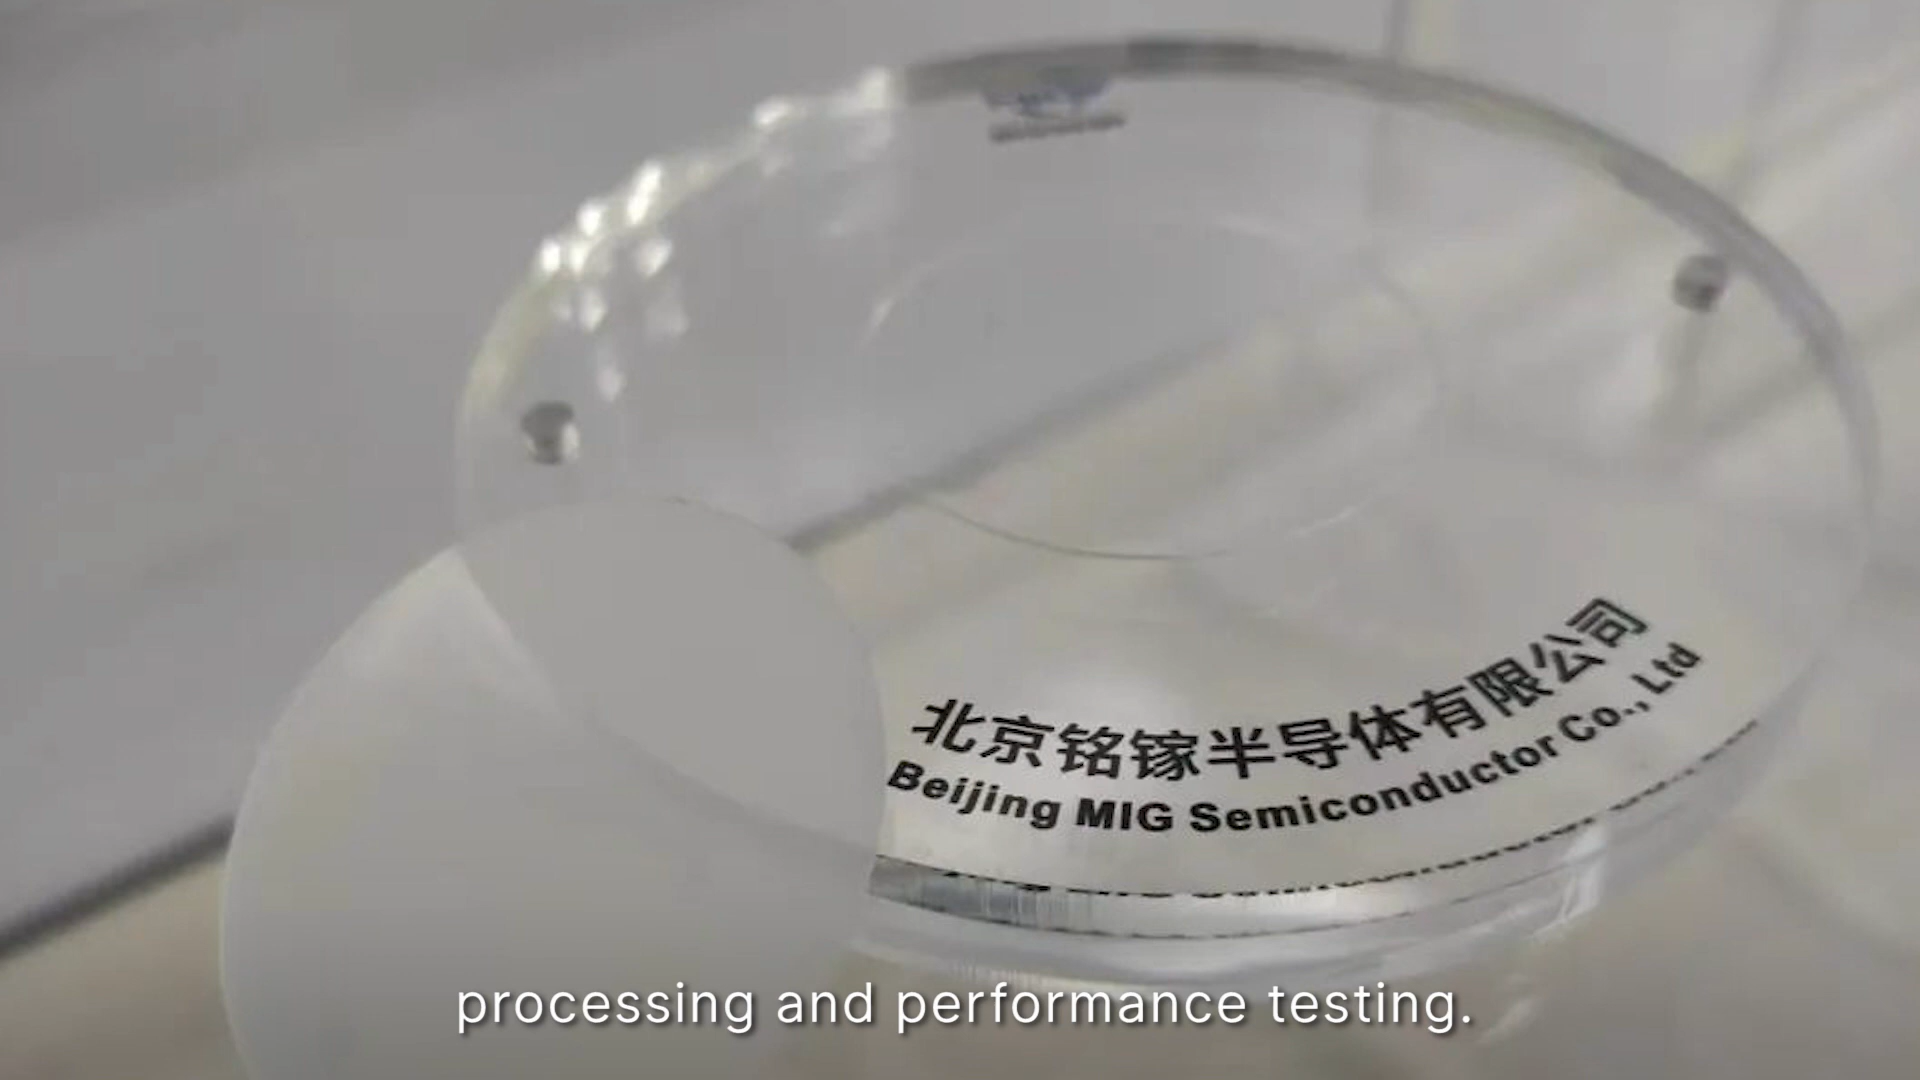 北京铭镓半导体有限公司
Beijing MIG Semiconductor Co., Ltd
processing and performance testing.